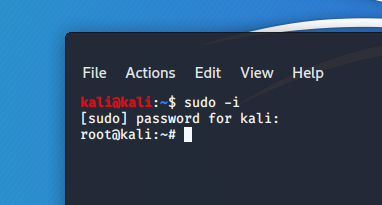 File Actions Edit View Help
kali@kali:~$ sudo -i
[sudo] password for kali:
root@kali:~#